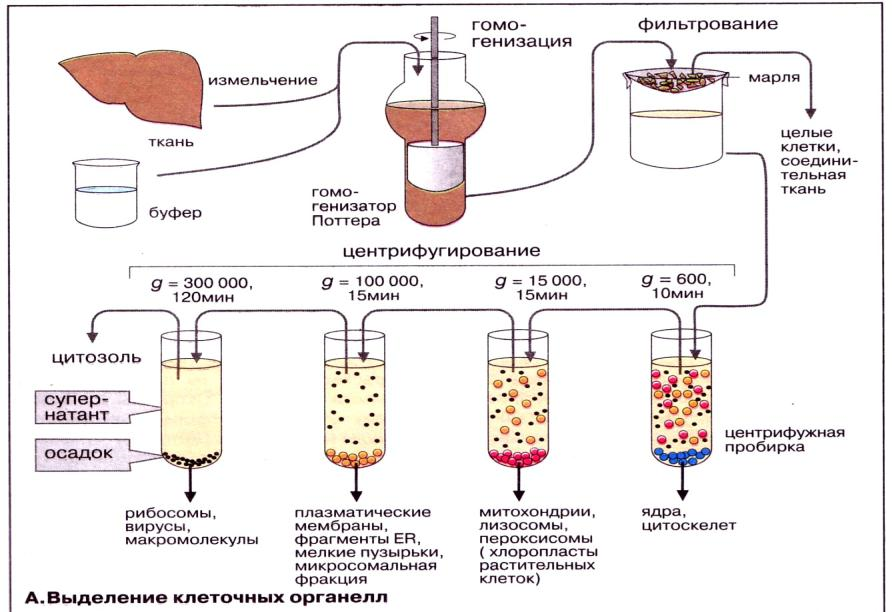 гомо-
генизация
фильтрование
измельчение
марля
ткань
целые
клетки,
соедини-
тельная
ткань
буфер
гомо-
генизатор
Поттера
центрифугирование
g = 300 000,
120мин
g = 100 000,
15мин
g = 15 000,
15мин
g = 600,
10мин
цитозоль
супер-
натант
осадок
центрифужная
пробирка
рибосомы,
вирусы,
макромолекулы
плазматические
мембраны,
фрагменты ER,
мелкие пузырьки,
микросомальная
фракция
митохондрии,
лизосомы,
пероксисомы
( хлоропласты
растительных
клеток)
ядра,
цитоскелет
А.Выделение клеточных органелл